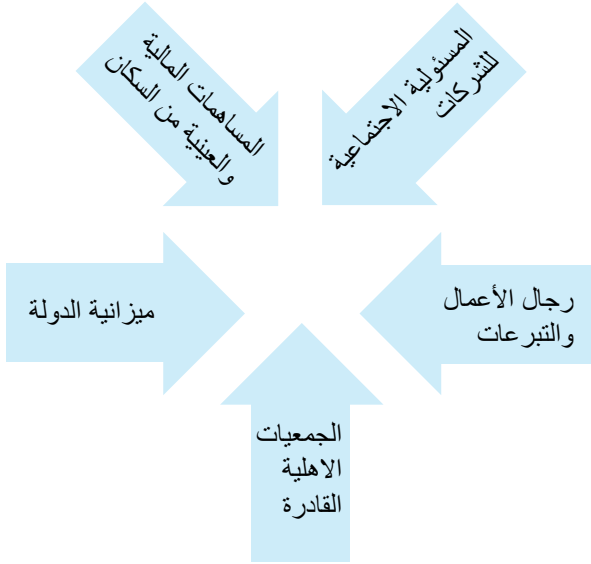 المسئولية الاجتماعية
للشركات
المساهمات المالية
والعينية من السكان
رجال الأعمال
والتبرعات
ميزانية الدولة
الجمعيات
الاهلية
القادرة